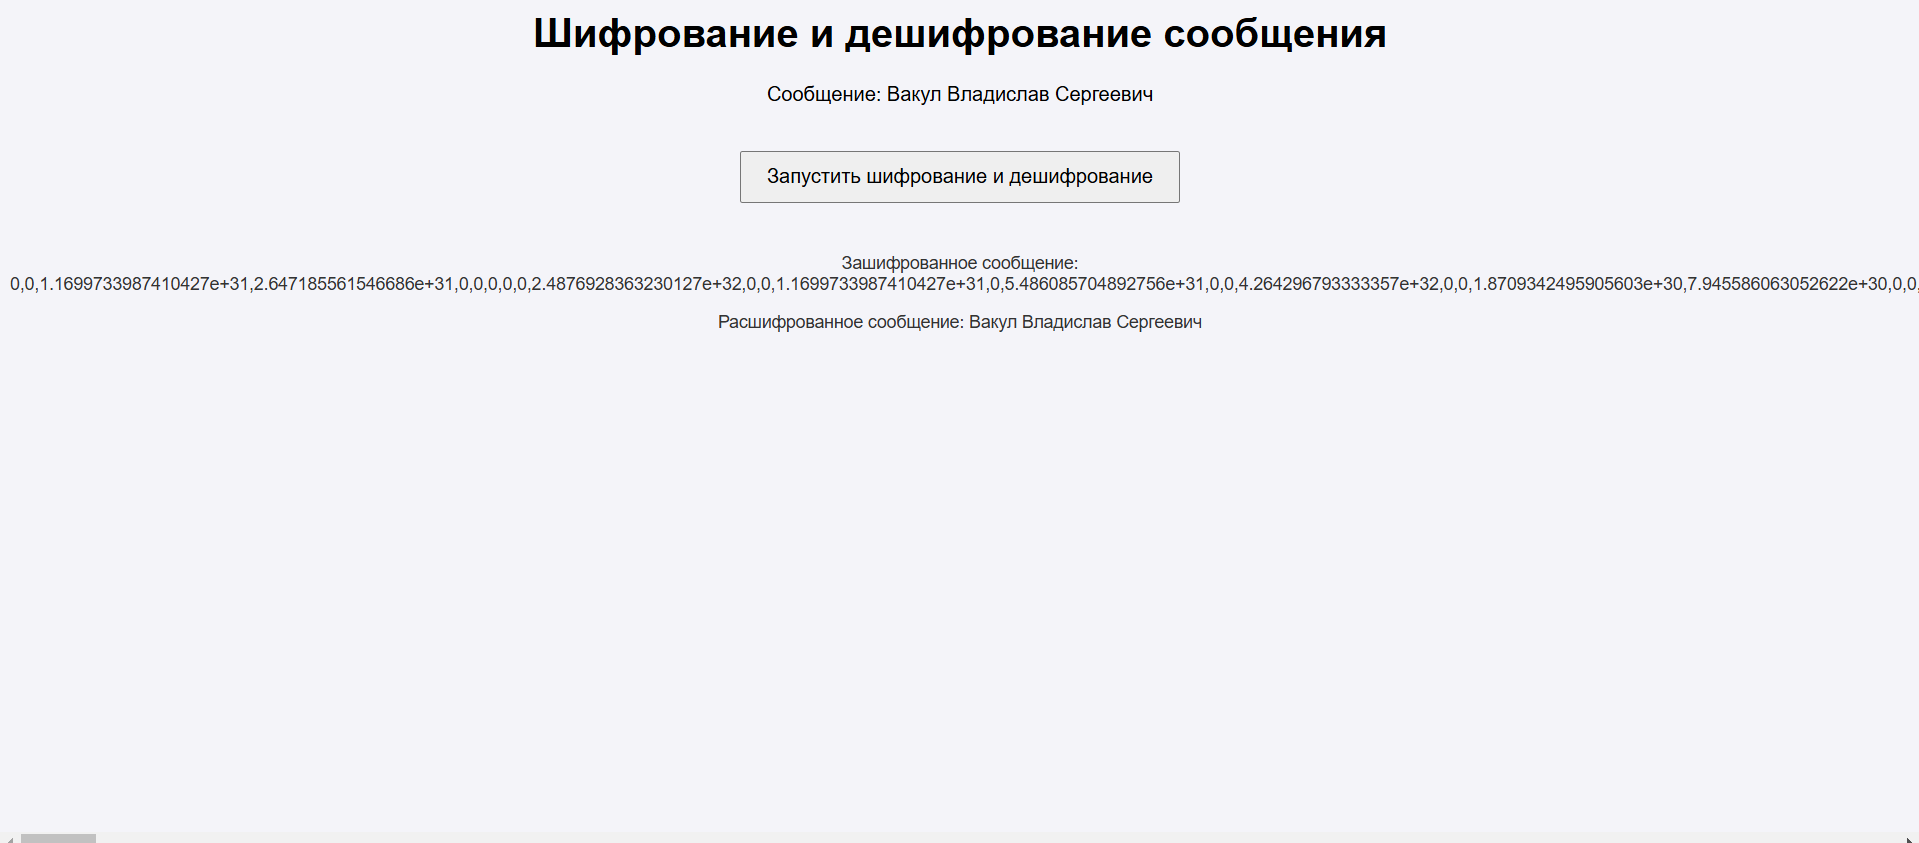 Шифрование и дешифрование сообщения
Сообщение: Вакул Владислав Сергеевич
Запустить шифрование и дешифрование
Зашифрованное сообщение:
0,0,1.1699733987410427e+31,2.647185561546686e+31,0,0,0,0,0,2.4876928363230127e+32,0,0,1.1699733987410427e+31,0,5.486085704892756e+31,0,0,4.264296793333357e+32,0,0,1.8709342495905603e+30,7.945586063052622e+30,0,0,
Расшифрованное сообщение: Вакул Владислав Сергеевич